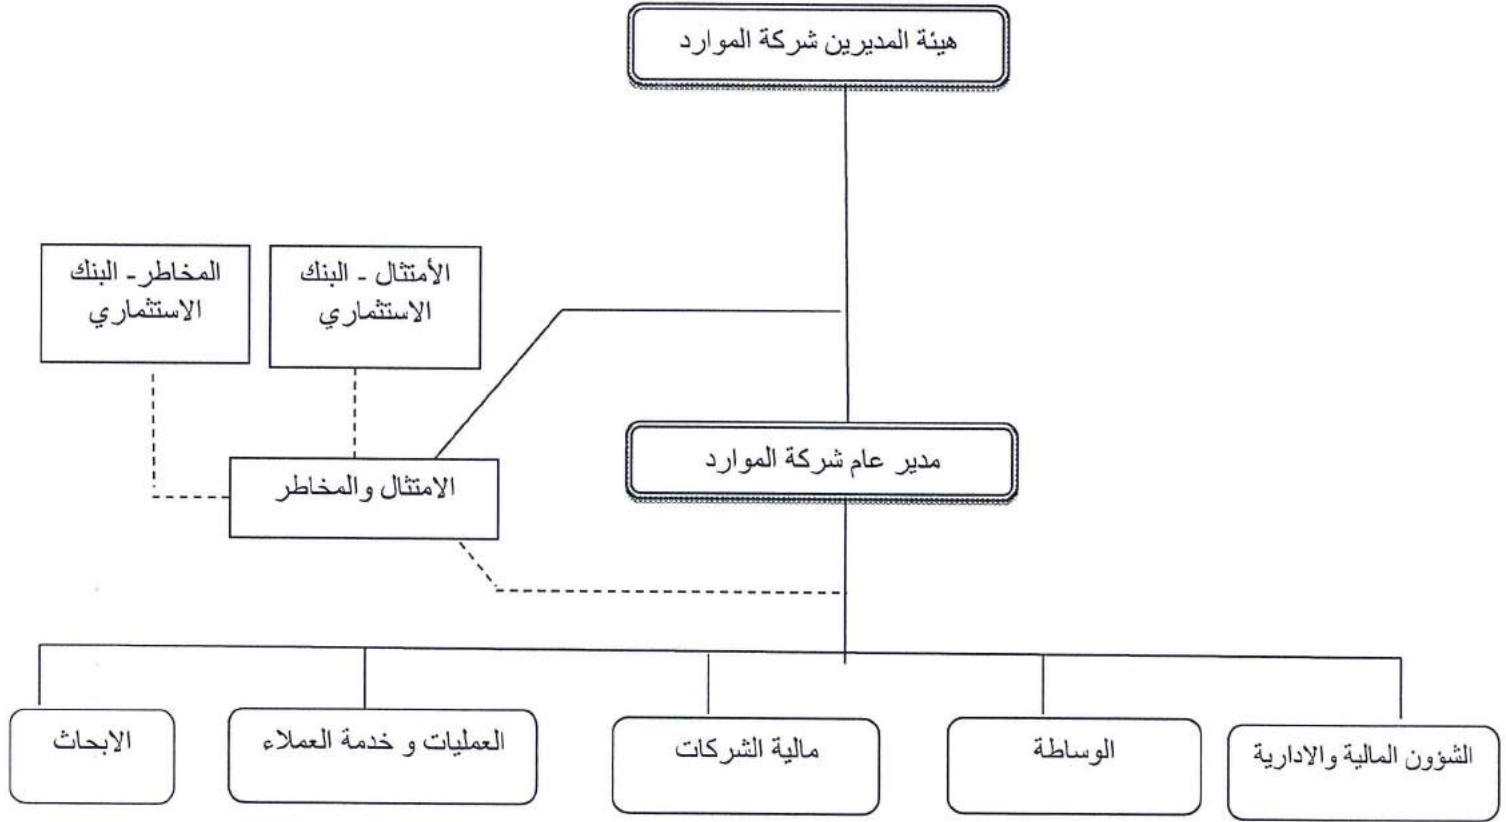 هيئة المديرين شركة الموارد
الأمتثال - البنك
الاستثماري
المخاطر - البنك
الاستثماري
مدير عام شركة الموارد
الامتثال والمخاطر
الشؤون المالية والادارية
الوساطة
مالية الشركات
العمليات و خدمة العملاء
الابحاث